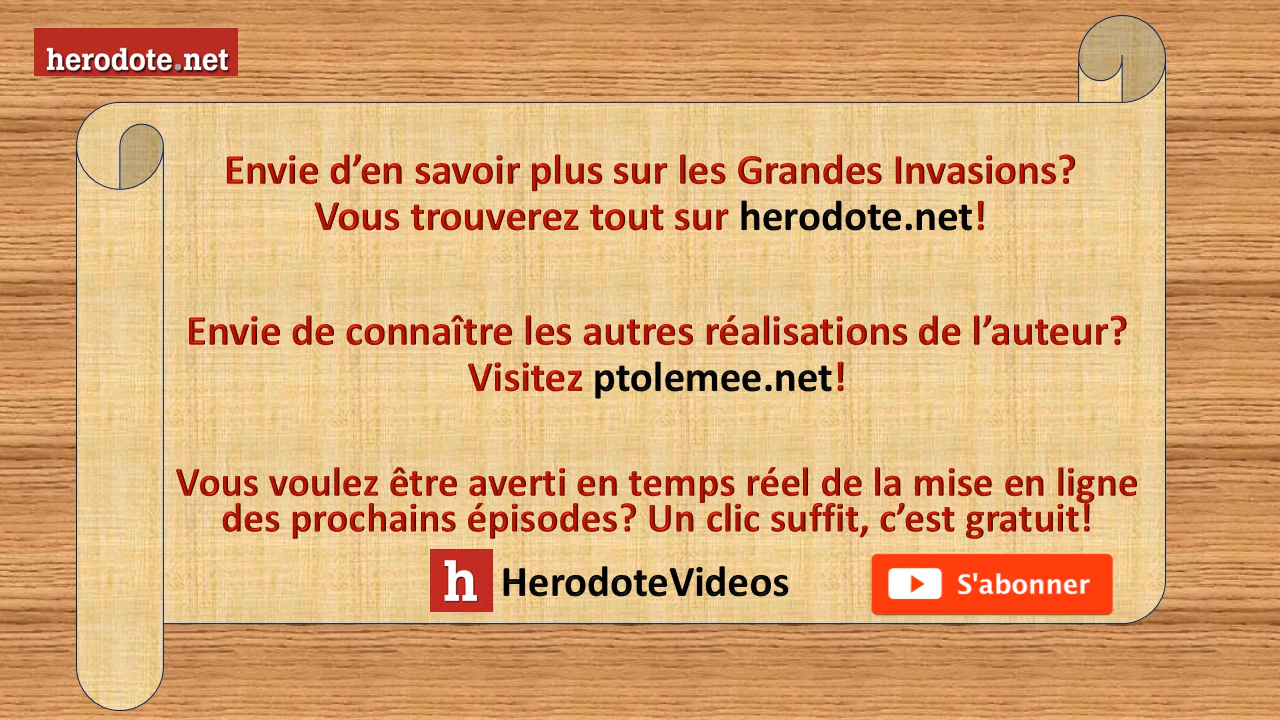 herodote.net
Envie d’en savoir plus sur les Grandes Invasions?
Vous trouverez tout sur herodote.net!
Envie de connaître les autres réalisations de l’auteur?
Visitez ptolemee.net!
Vous voulez être averti en temps réel de la mise en ligne
des prochains épisodes? Un clic suffit, c’est gratuit!
h HerodoteVideos S'abonner